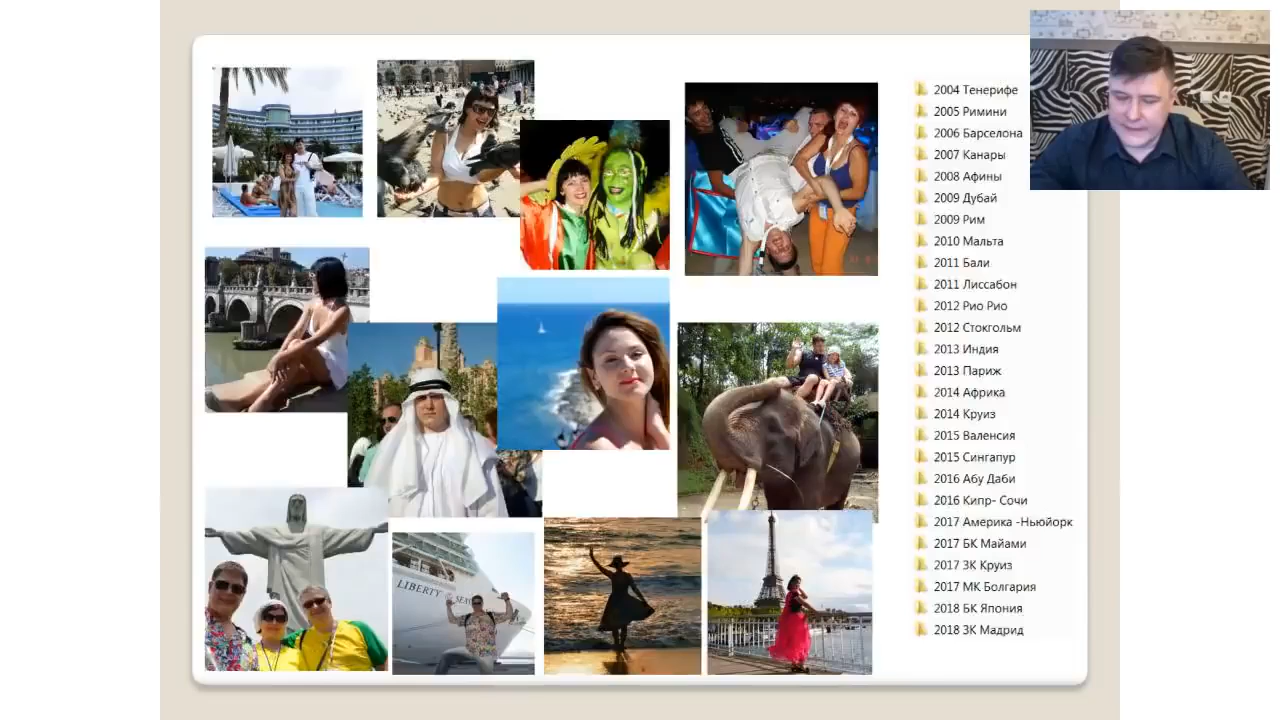 2004 Тенерифе
2005 Римини
2006 Барселона
2007 Канары
2008 Афины
2009 Дубай
2009 Рим
2010 Мальта
2011 Бали
2011 Лиссабон
2012 Рио Рио
2012 Стокгольм
2013 Индия
2013 Париж
2014 Африка
2014 Круиз
2015 Валенсия
2015 Сингапур
2016 Абу Даби
2016 Кипр- Сочи
2017 Америка -Ньюйорк
2017 БК Майами
2017 ЗК Круиз
2017 МК Болгария
2018 БК Япония
2018 ЗК Мадрид
LIBERTY